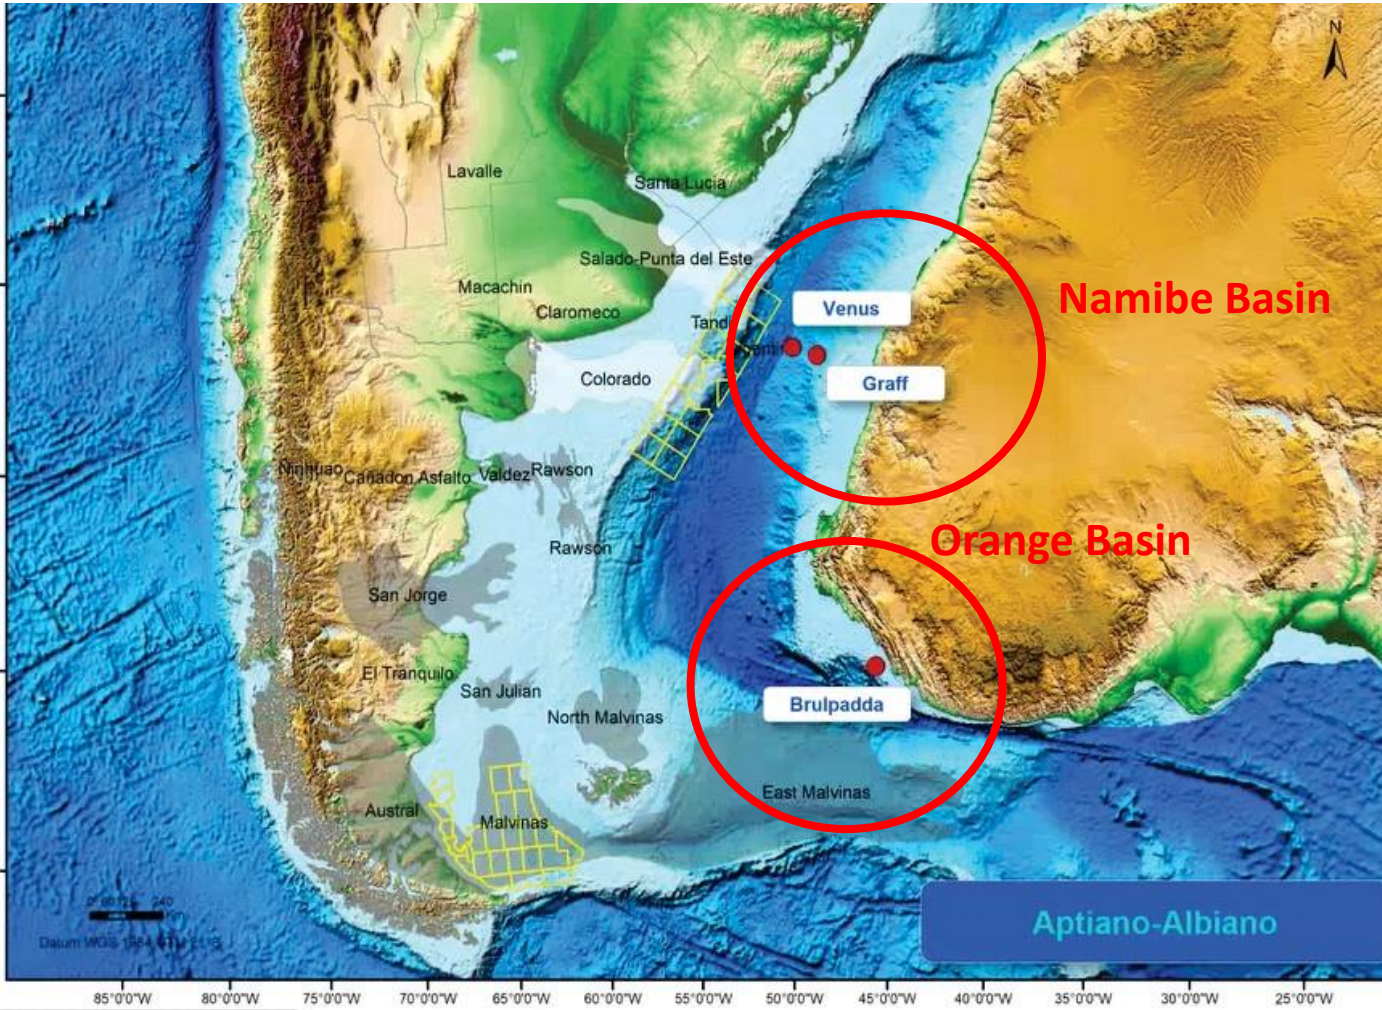 N
Lavalle
Santa Lucia
Salado-Punta del Este
Macachin
Claromeco
Venus
Namibe Basin
Colorado
Graff
Cañadon Asfalto
Valdez
Rawson
Orange Basin
Rawson
San Jorge
El Tranquilo
San Julian
North Malvinas
Brulpadda
East Malvinas
Austral
Malvinas
240
Km
Aptiano-Albiano
85°0'0"W 80°0'0"W 75°0'0"W 70°0'0"W 65°0'0"W 60°0'0"W 55°0'0"W 50°0'0"W 45°0'0"W 40°0'0"W 35°0'0"W 30°0'0"W 25°0'0"W